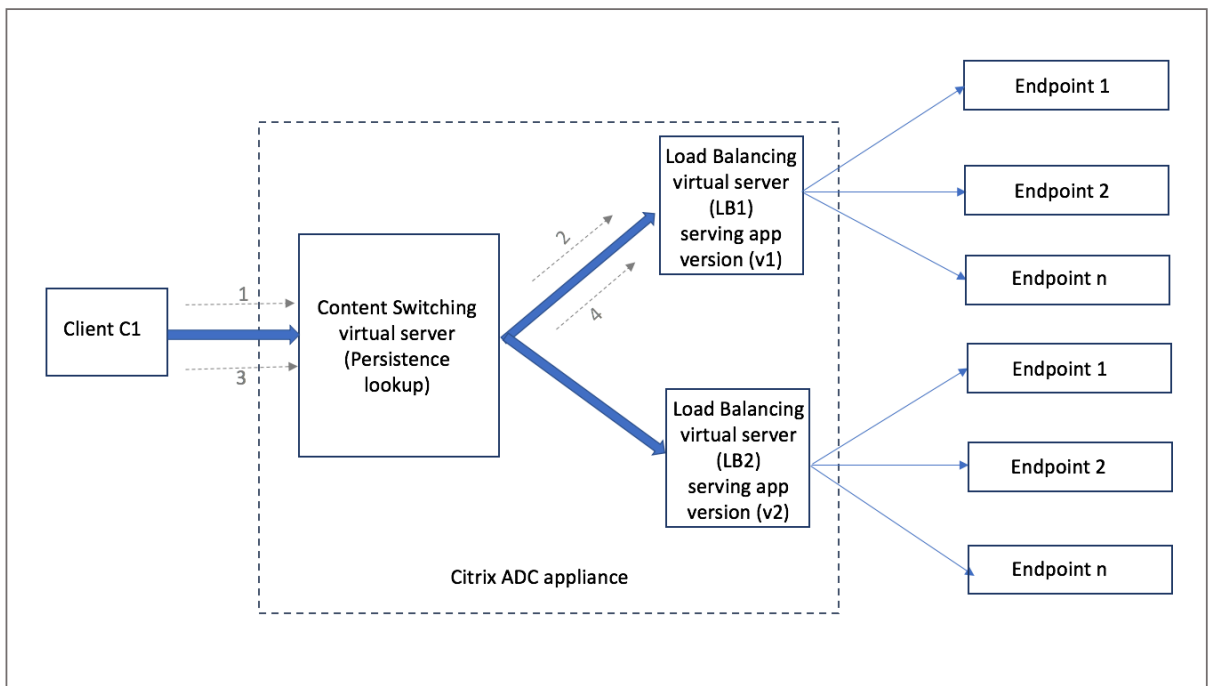 Client C1
1
3
Content Switching
virtual server
(Persistence
lookup)
2
4
Load Balancing
virtual server
(LB1)
serving app
version (v1)
Load Balancing
virtual server
(LB2)
serving app
version (v2)
Citrix ADC appliance
Endpoint 1
Endpoint 2
Endpoint n
Endpoint 1
Endpoint 2
Endpoint n